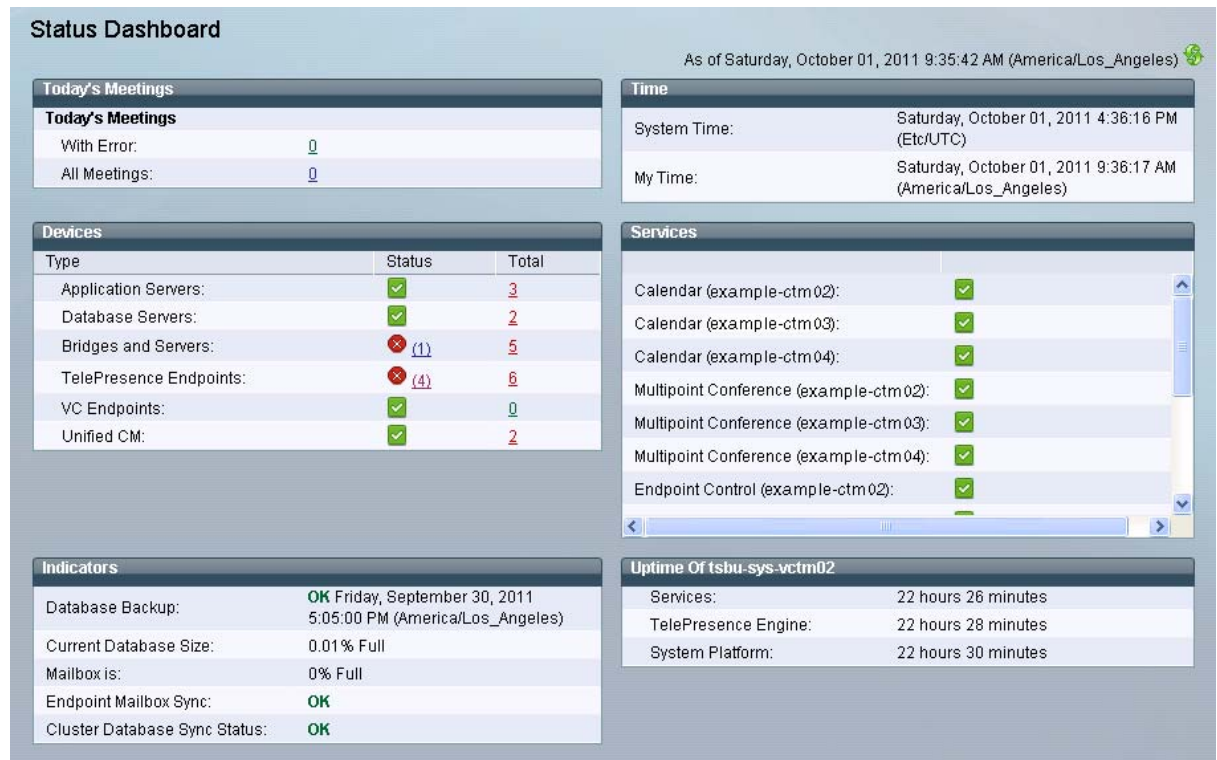 Status Dashboard
As of Saturday, October 01, 2011 9:35:42 AM (America/Los_Angeles)
Today's Meetings
Today's Meetings
With Error: 0
All Meetings: 0
Time
System Time: Saturday, October 01, 2011 4:36:16 PM
(Etc/UTC)
My Time: Saturday, October 01, 2011 9:36:17 AM
(America/Los_Angeles)
Devices
Type Status Total
Application Servers: 3
Database Servers: 2
Bridges and Servers: (1) 5
TelePresence Endpoints: (4) 6
VC Endpoints: 0
Unified CM: 2
Services
Calendar (example-ctm02):
Calendar (example-ctm03):
Calendar (example-ctm04):
Multipoint Conference (example-ctm02):
Multipoint Conference (example-ctm03):
Multipoint Conference (example-ctm04):
Endpoint Control (example-ctm02):
Indicators
Database Backup: OK Friday, September 30, 2011
5:05:00 PM (America/Los_Angeles)
Current Database Size: 0.01% Full
Mailbox is: 0% Full
Endpoint Mailbox Sync: OK
Cluster Database Sync Status: OK
Uptime Of tsbu-sys-vctm02
Services: 22 hours 26 minutes
TelePresence Engine: 22 hours 28 minutes
System Platform: 22 hours 30 minutes